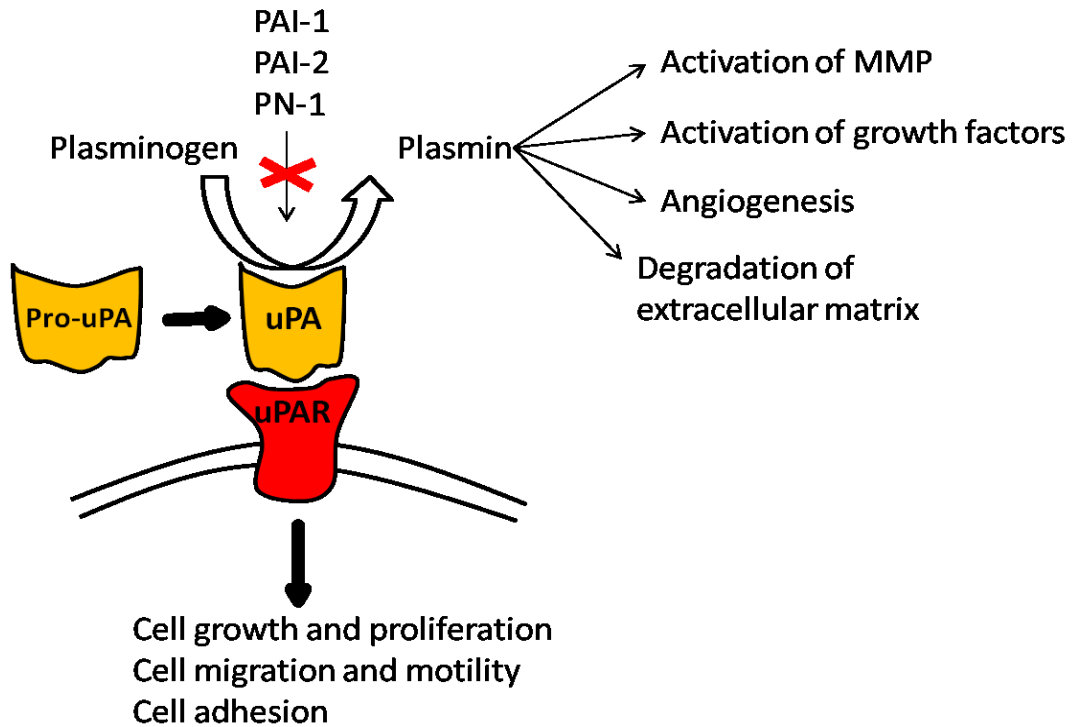 PAI-1
PAI-2
PN-1
Plasminogen
Plasmin
Activation of MMP
Activation of growth factors
Angiogenesis
Degradation of
extracellular matrix
Pro-uPA
uPA
uPAR
Cell growth and proliferation
Cell migration and motility
Cell adhesion